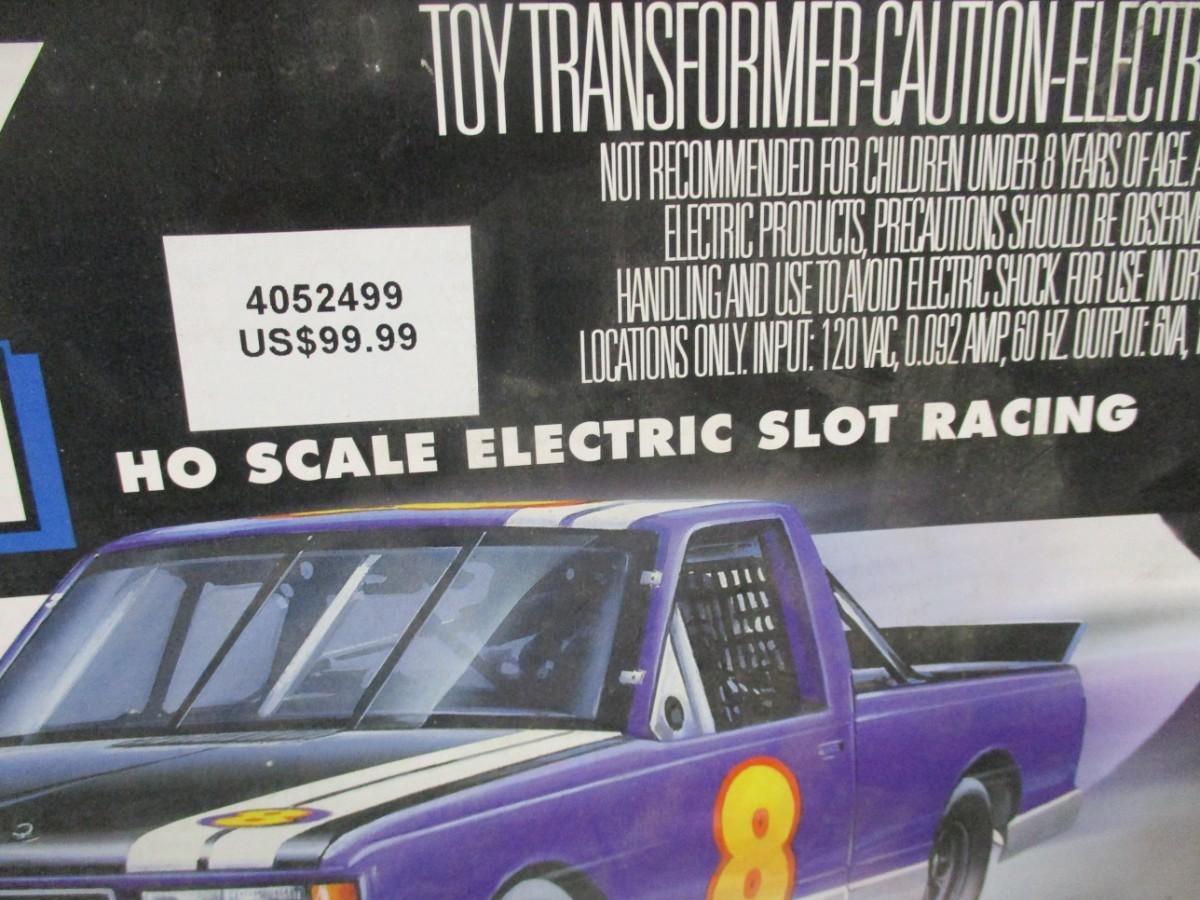 TOY TRANSFORMER-CAUTION-ELECTR
NOT RECOMMENDED FOR CHILDREN UNDER 8 YEARS OF AGE. A
ELECTRIC PRODUCTS, PRECAUTIONS SHOULD BE OBSERVE
HANDLING AND USE TO AVOID ELECTRIC SHOCK. FOR USE IN DR
LOCATIONS ONLY. INPUT: 120 VAC, 0.092 AMP, 60 HZ. OUTPUT: 6VA,
4052499
US$99.99
HO SCALE ELECTRIC SLOT RACING
8
8